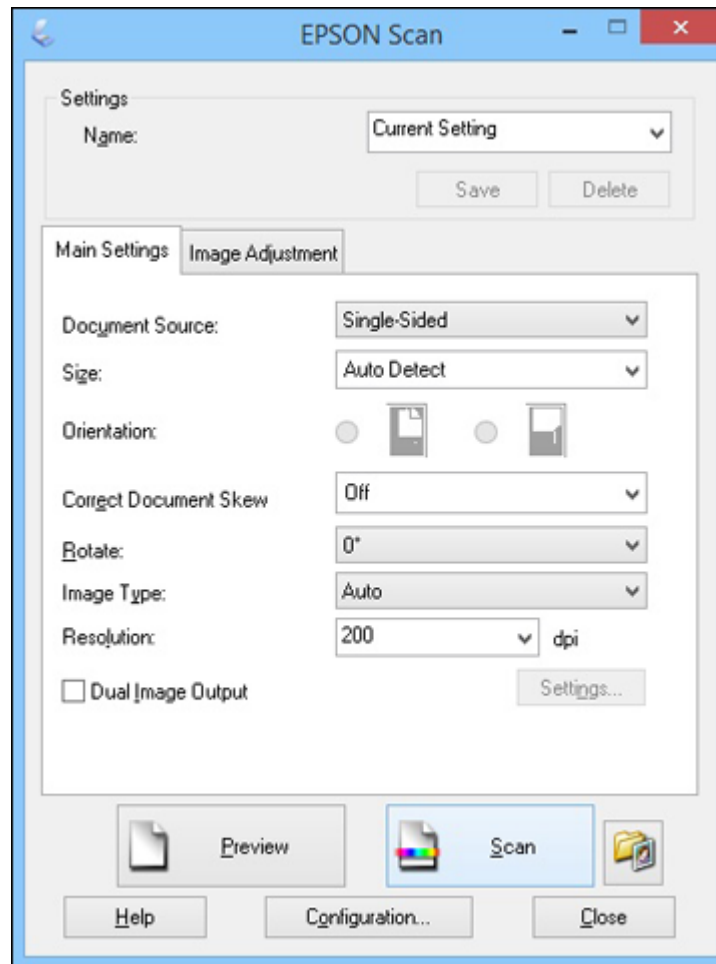 EPSON Scan
Settings
Name: Current Setting
Save Delete
Main Settings Image Adjustment
Document Source: Single-Sided
Size: Auto Detect
Orientation:
Correct Document Skew Off
Rotate: 0°
Image Type: Auto
Resolution: 200 dpi
Dual Image Output Settings...
Preview Scan
Help Configuration... Close